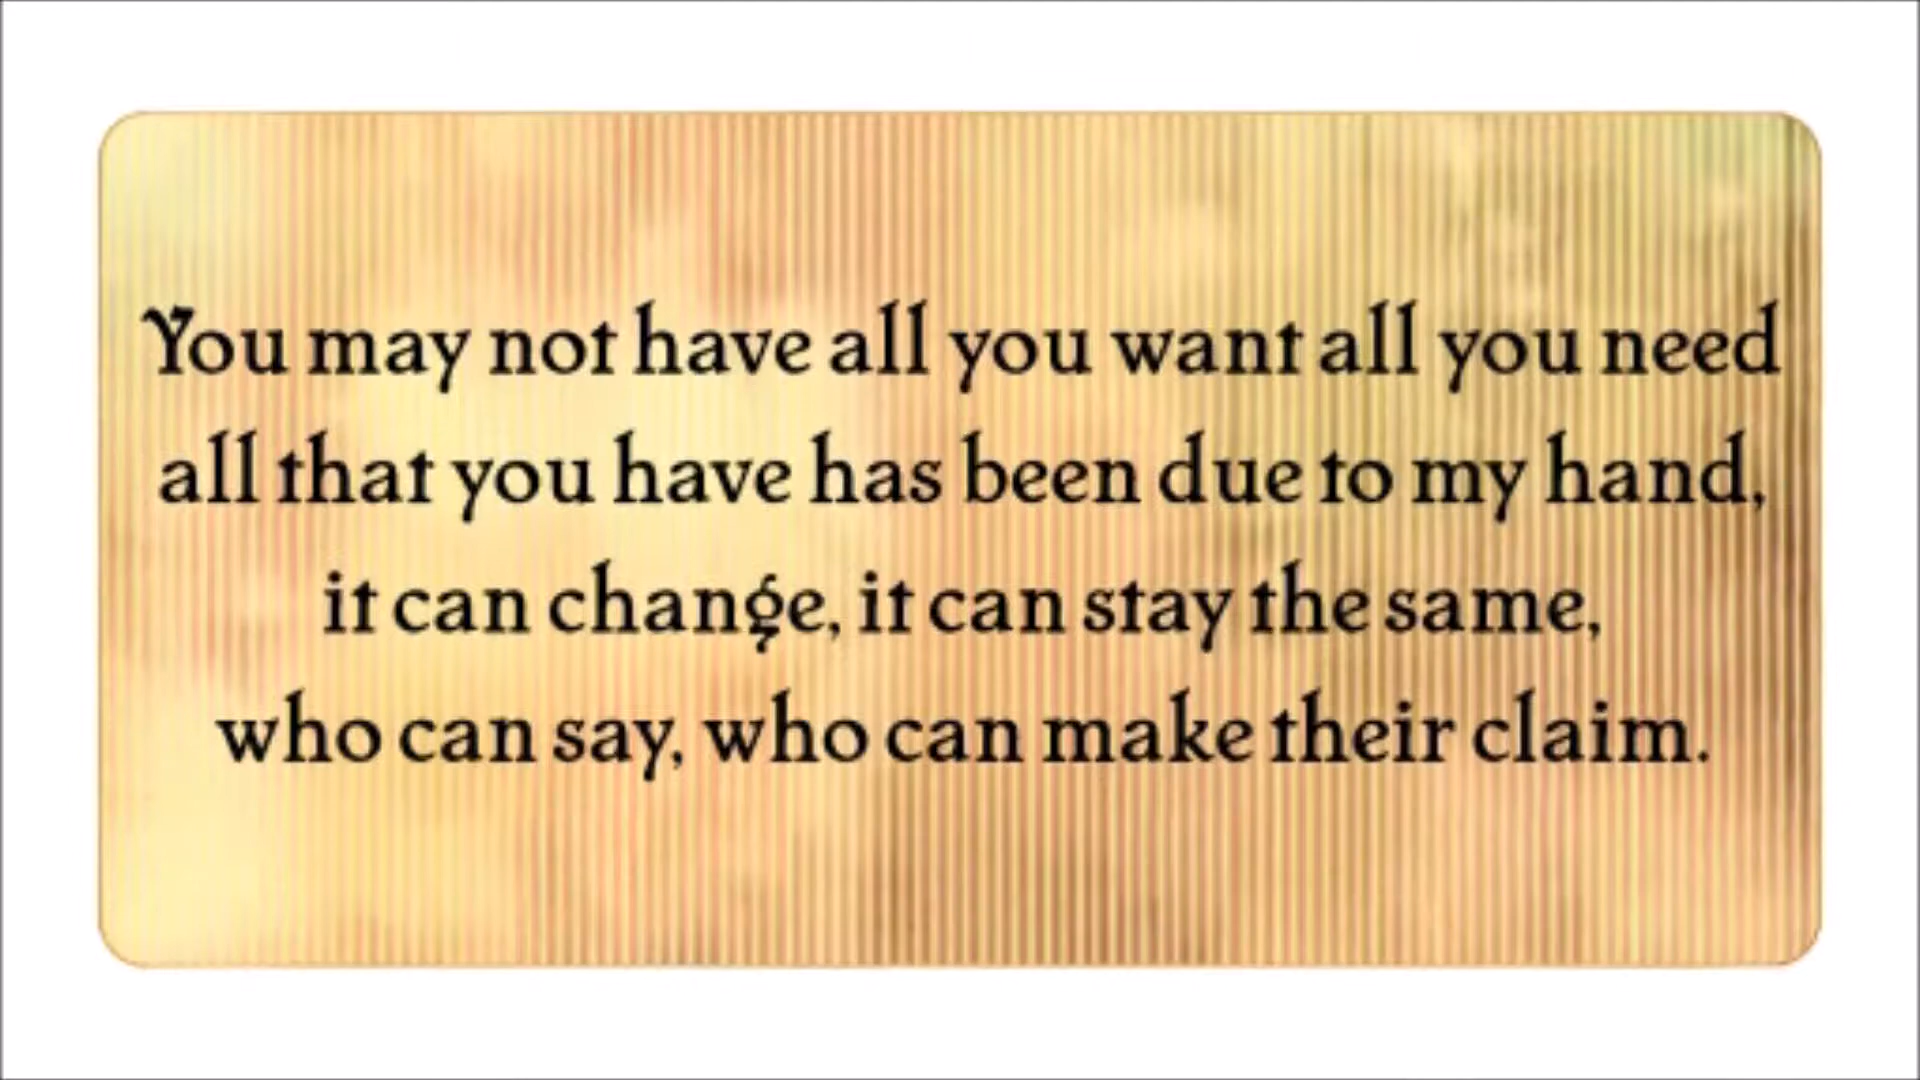 You may not have all you want all you need
all that you have has been due to my hand,
it can change, it can stay the same,
who can say, who can make their claim.